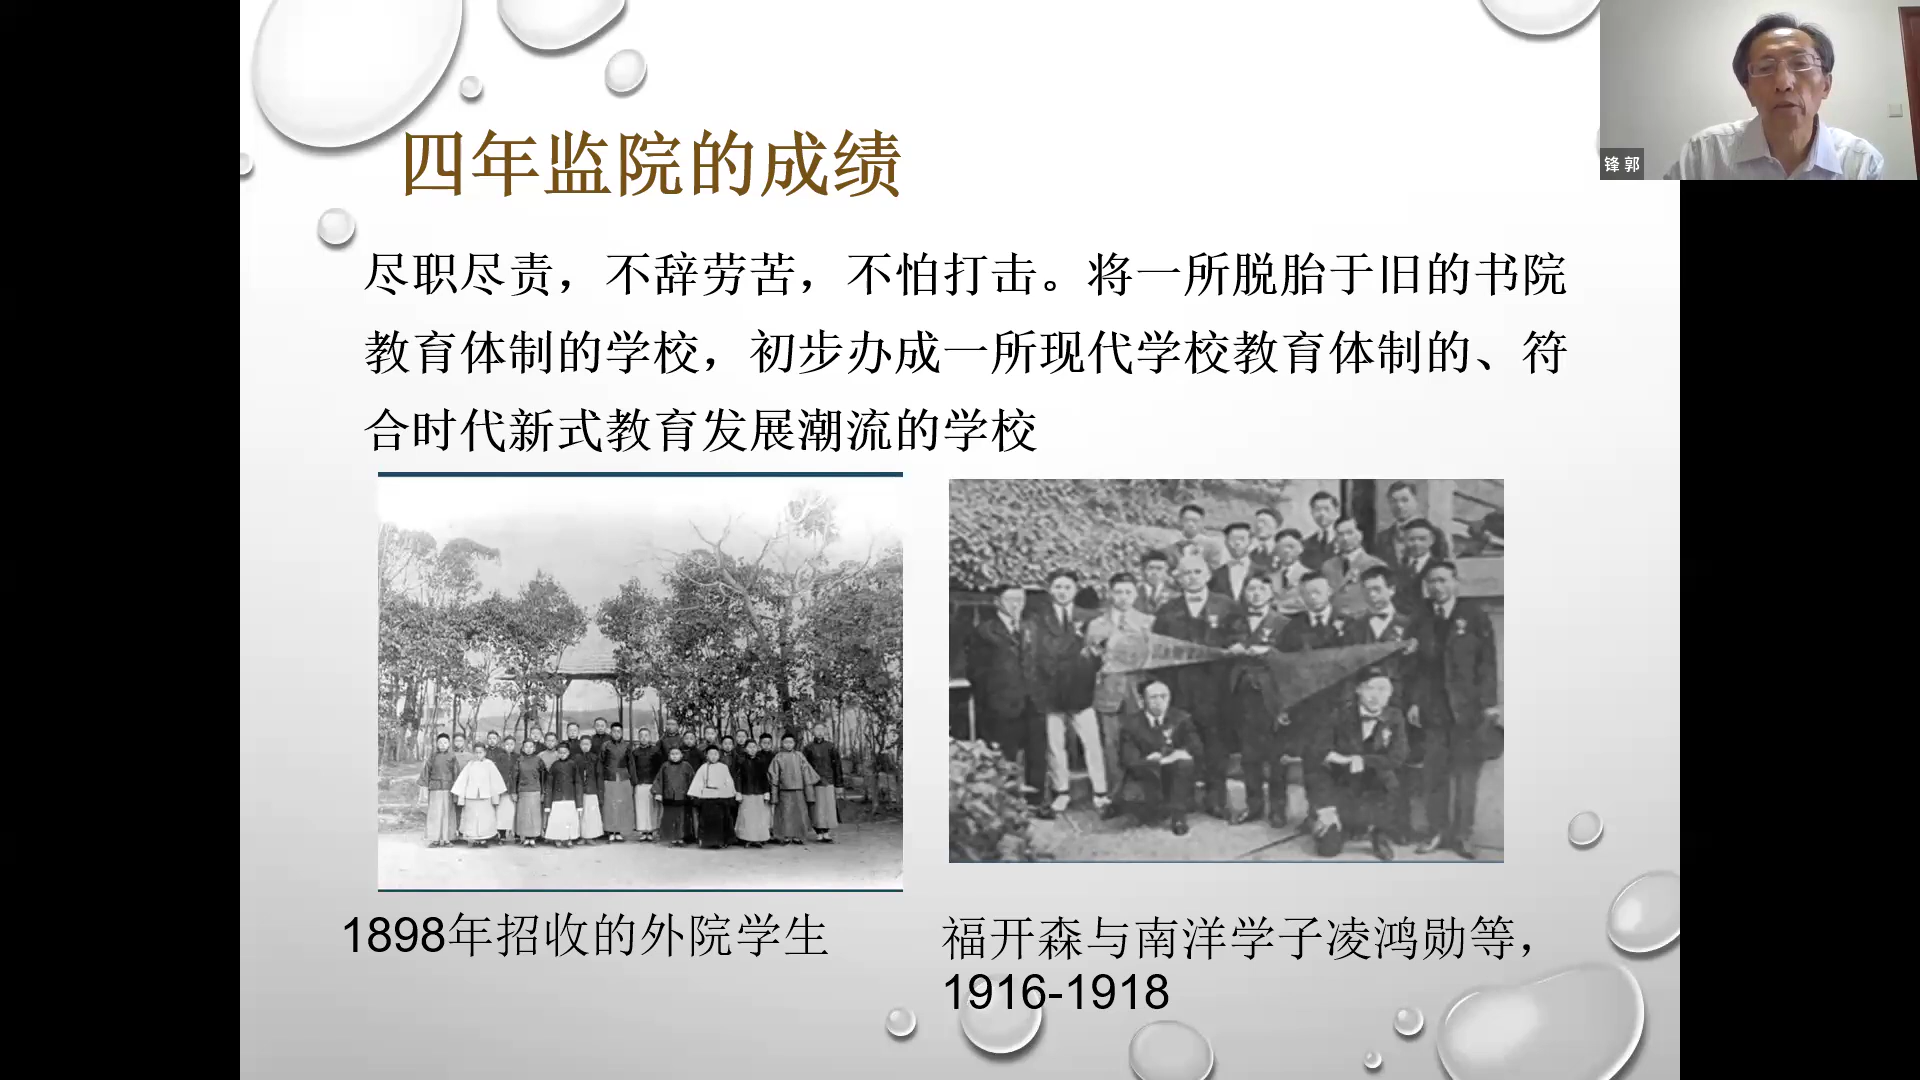 四年监院的成绩
锋 郭
尽职尽责，不辞劳苦，不怕打击。将一所脱胎于旧的书院
教育体制的学校，初步办成一所现代学校教育体制的、符
合时代新式教育发展潮流的学校
1898年招收的外院学生
福开森与南洋学子凌鸿勋等，
1916-1918